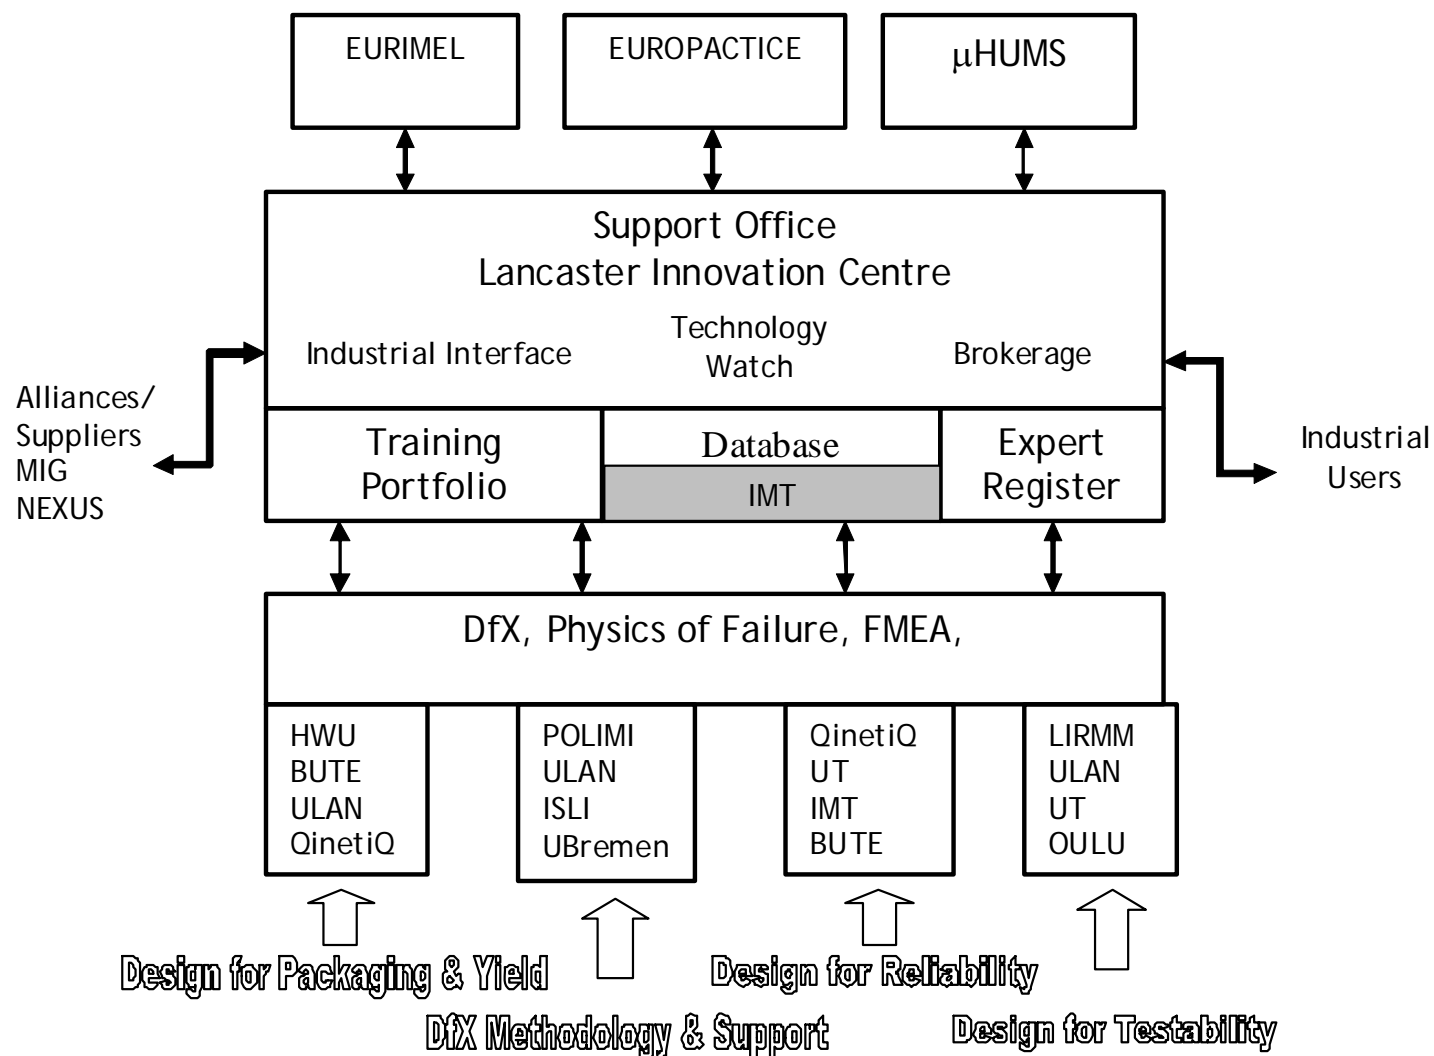 EURIMEL
EUROPACTICE
μHUMS
Support Office
Lancaster Innovation Centre
Industrial Interface
Technology
Watch
Brokerage
Alliances/
Suppliers
MIG
NEXUS
Training
Portfolio
Database
IMT
Expert
Register
Industrial
Users
DfX, Physics of Failure, FMEA,
HWU
BUTE
ULAN
QinetiQ
POLIMI
ULAN
ISLI
UBremen
QinetiQ
UT
IMT
BUTE
LIRMM
ULAN
UT
OULU
Design for Packaging & Yield
DfX Methodology & Support
Design for Reliability
Design for Testability